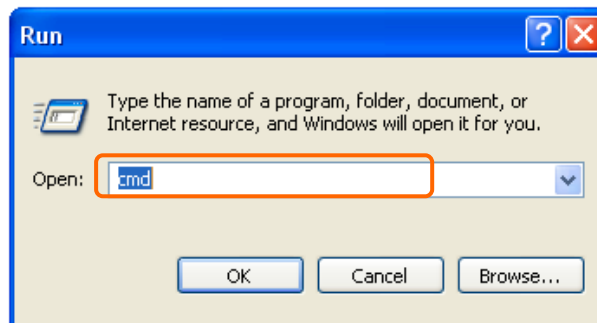 Run
?
Type the name of a program, folder, document, or
Internet resource, and Windows will open it for you.
Open: cmd
OK Cancel Browse...